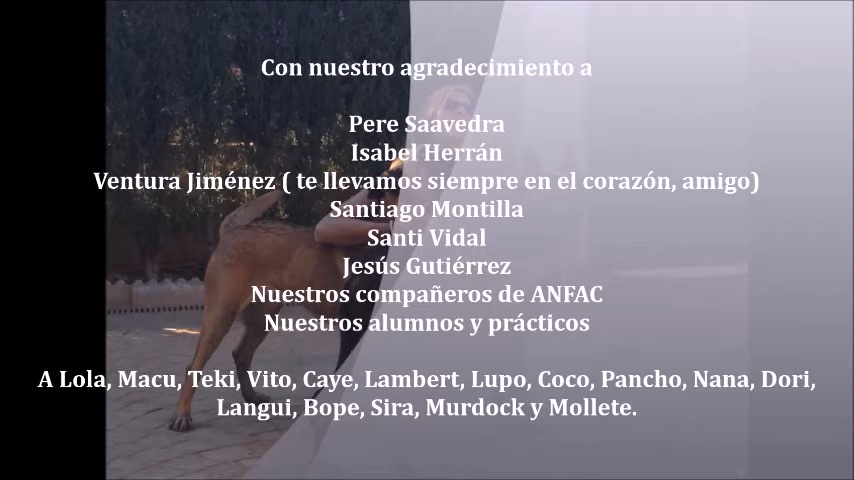 Con nuestro agradecimiento a
Pere Saavedra
Isabel Herrán
Ventura Jiménez ( te llevamos siempre en el corazón, amigo)
Santiago Montilla
Santi Vidal
Jesús Gutiérrez
Nuestros compañeros de ANFAC
Nuestros alumnos y prácticos
A Lola, Macu, Teki, Vito, Caye, Lambert, Lupo, Coco, Pancho, Nana, Dori,
Langui, Bope, Sira, Murdock y Mollete.